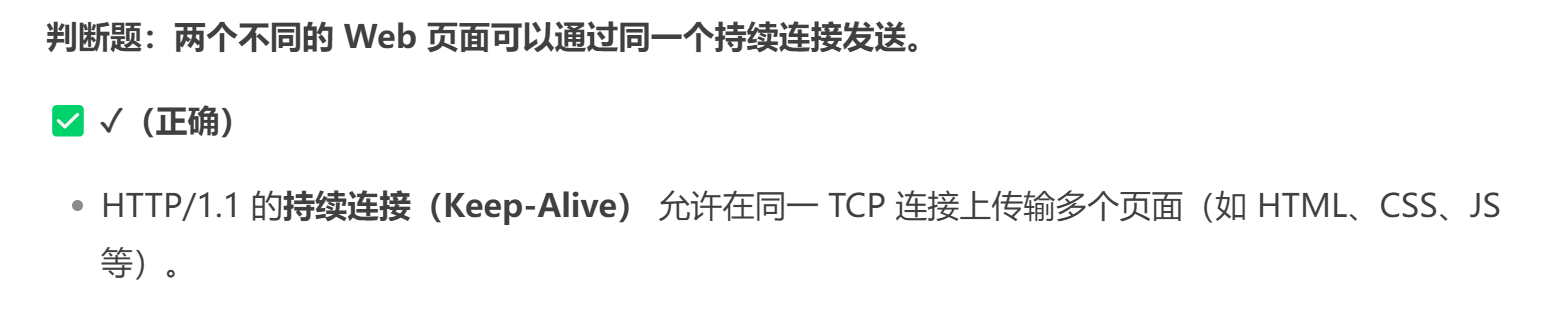 判断题：两个不同的 Web 页面可以通过同一个持续连接发送。
✅ ✓（正确）
• HTTP/1.1 的持续连接（Keep-Alive） 允许在同一 TCP 连接上传输多个页面（如 HTML、CSS、JS
等）。